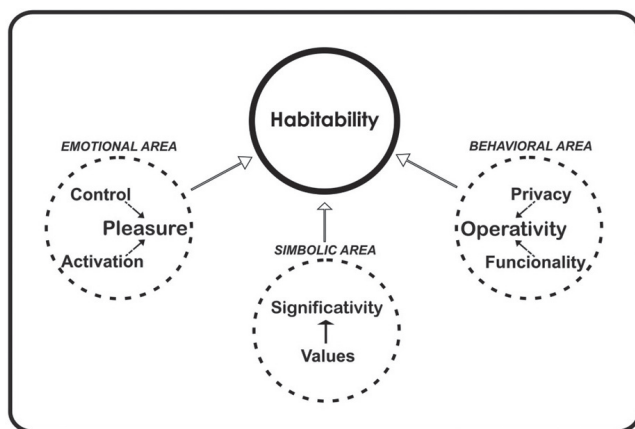 Habitability
EMOTIONAL AREA
Control
Pleasure
Activation
SIMBOLIC AREA
Significativity
Values
BEHAVIORAL AREA
Privacy
Operativity
Funcionality